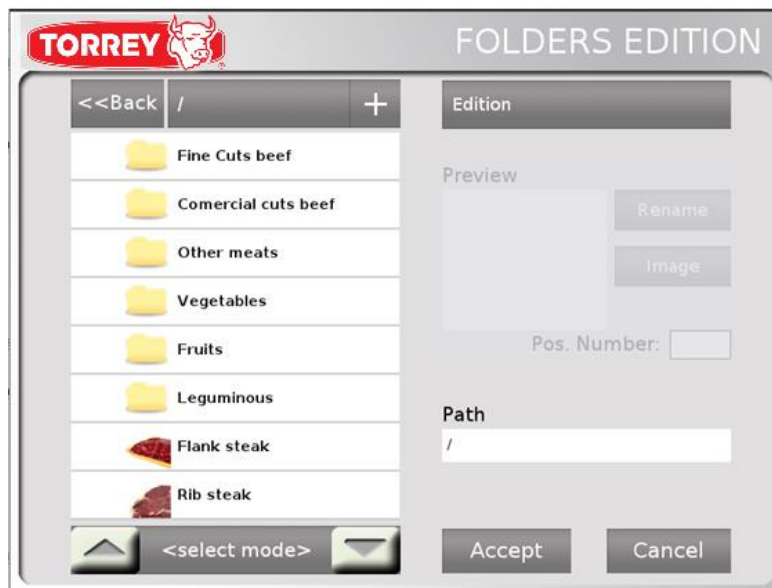 TORREY
FOLDERS EDITION
<<Back / +
Fine Cuts beef
Comercial cuts beef
Other meats
Vegetables
Fruits
Leguminous
Flank steak
Rib steak
<select mode>
Edition
Preview
Rename
Image
Pos. Number:
Path
/
Accept
Cancel